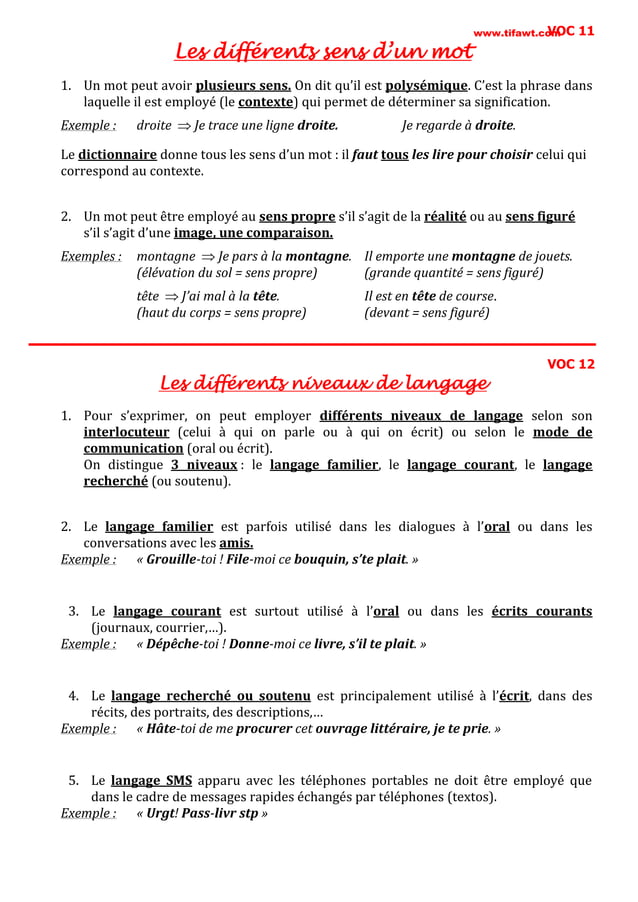 www.tifawt.com VOC 11
Les différents sens d'un mot
1. Un mot peut avoir plusieurs sens. On dit qu'il est polysémique. C'est la phrase dans
laquelle il est employé (le contexte) qui permet de déterminer sa signification.
Exemple : droite ⇒ Je trace une ligne droite. Je regarde à droite.
Le dictionnaire donne tous les sens d'un mot : il faut tous les lire pour choisir celui qui
correspond au contexte.
2. Un mot peut être employé au sens propre s'il s'agit de la réalité ou au sens figuré
s'il s'agit d'une image, une comparaison.
Exemples : montagne ⇒ Je pars à la montagne. Il emporte une montagne de jouets.
(élévation du sol = sens propre) (grande quantité = sens figuré)
tête ⇒ J'ai mal à la tête. Il est en tête de course.
(haut du corps = sens propre) (devant = sens figuré)
VOC 12
Les différents niveaux de langage
1. Pour s'exprimer, on peut employer différents niveaux de langage selon son
interlocuteur (celui à qui on parle ou à qui on écrit) ou selon le mode de
communication (oral ou écrit).
On distingue 3 niveaux : le langage familier, le langage courant, le langage
recherché (ou soutenu).
2. Le langage familier est parfois utilisé dans les dialogues à l'oral ou dans les
conversations avec les amis.
Exemple : « Grouille-toi ! File-moi ce bouquin, s'te plait. »
3. Le langage courant est surtout utilisé à l'oral ou dans les écrits courants
(journaux, courrier,…).
Exemple : « Dépêche-toi ! Donne-moi ce livre, s'il te plait. »
4. Le langage recherché ou soutenu est principalement utilisé à l'écrit, dans des
récits, des portraits, des descriptions,…
Exemple : « Hâte-toi de me procurer cet ouvrage littéraire, je te prie. »
5. Le langage SMS apparu avec les téléphones portables ne doit être employé que
dans le cadre de messages rapides échangés par téléphones (textos).
Exemple : « Urgt! Pass-livr stp »